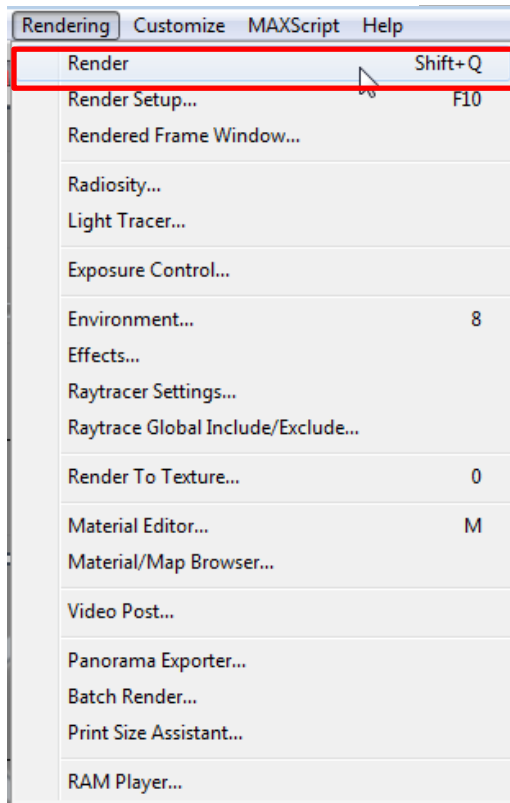 Rendering Customize MAXScript Help
Render Shift+Q
Render Setup... F10
Rendered Frame Window...
Radiosity...
Light Tracer...
Exposure Control...
Environment... 8
Effects...
Raytracer Settings...
Raytrace Global Include/Exclude...
Render To Texture... 0
Material Editor... M
Material/Map Browser...
Video Post...
Panorama Exporter...
Batch Render...
Print Size Assistant...
RAM Player...